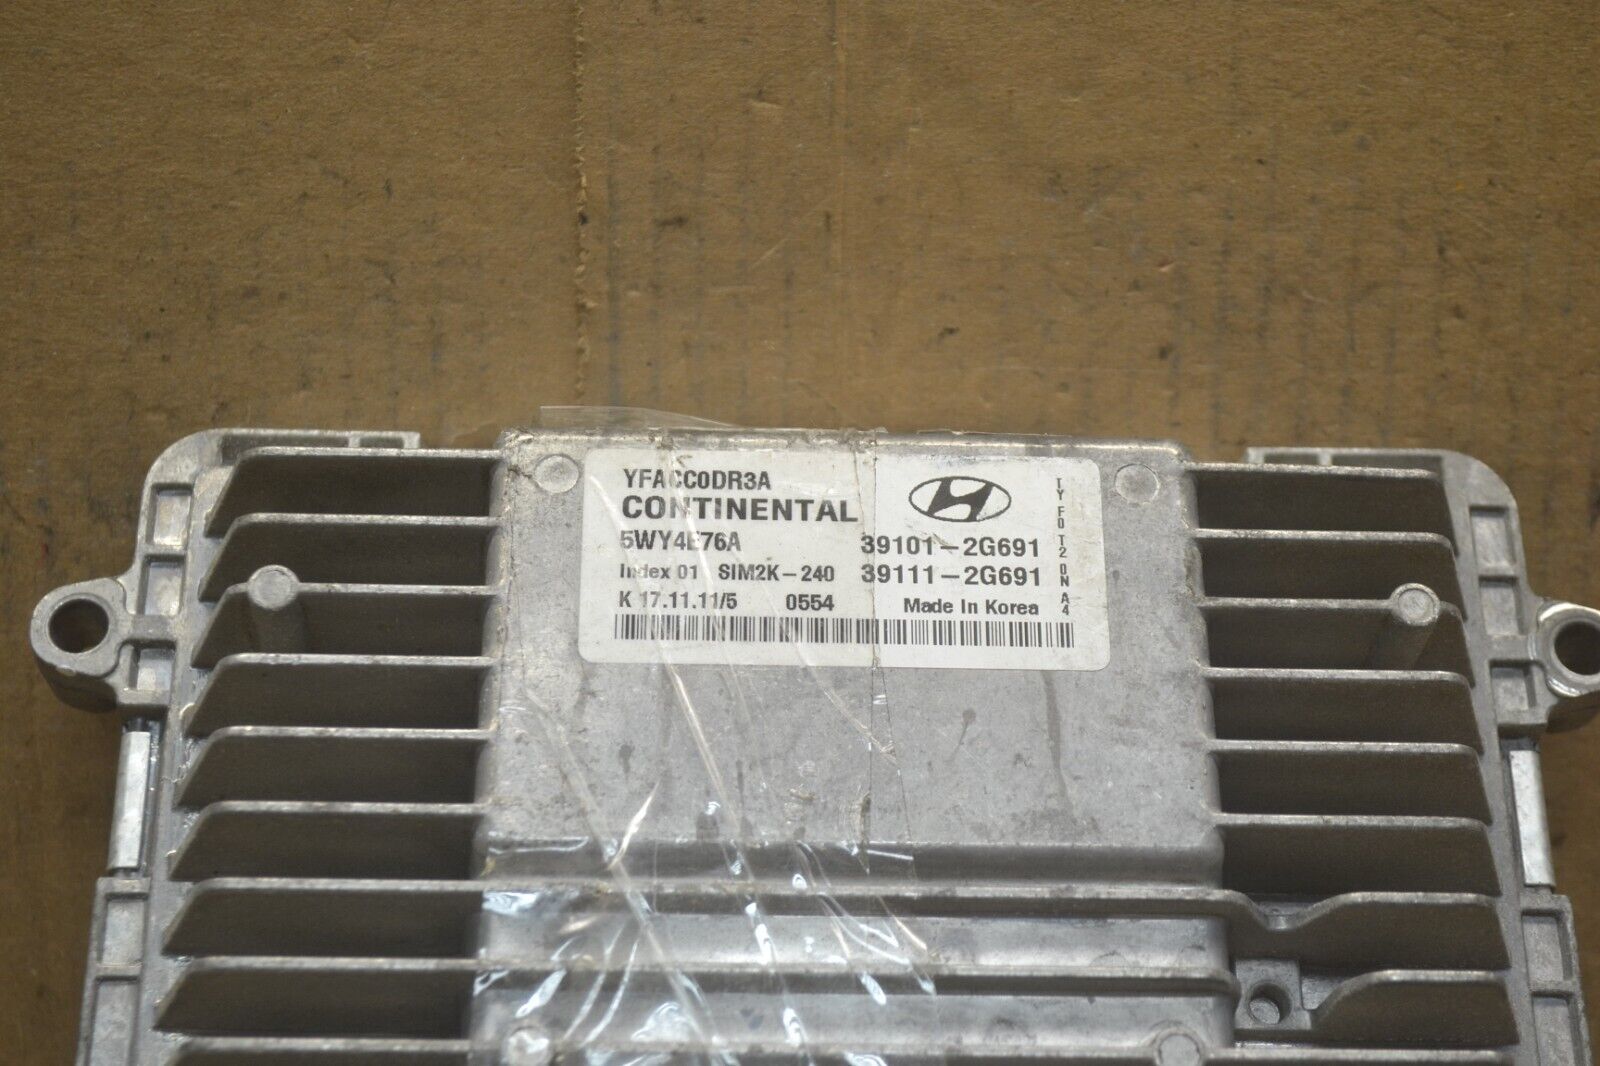 YFACC0DR3A
CONTINENTAL
5WY4E76A 39101-2G691
Index 01 SIM2K-240 39111-2G691
K 17.11.11/5 0554 Made In Korea
TYF0T20NA4